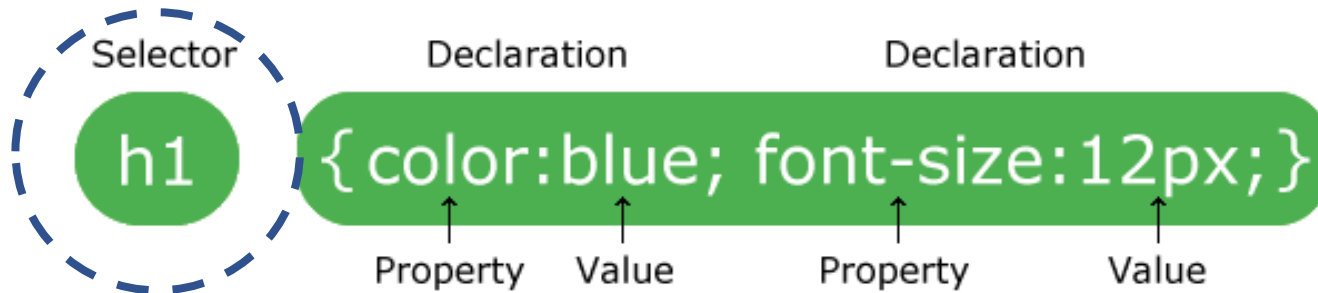 Selector Declaration Declaration
h1 {color:blue; font-size:12px;}
Property Value Property Value